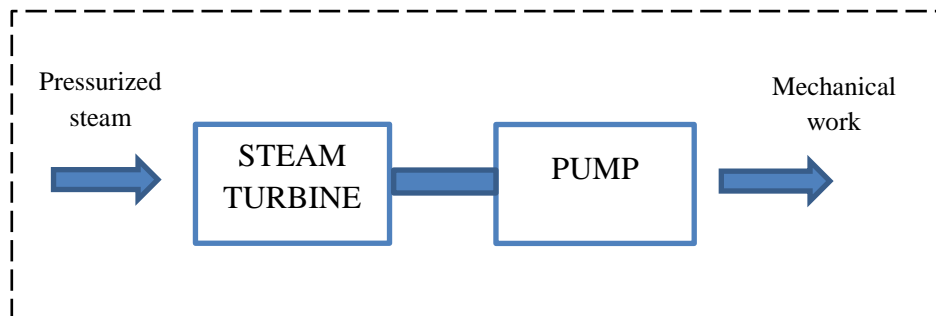 Pressurized
steam
STEAM
TURBINE
PUMP
Mechanical
work